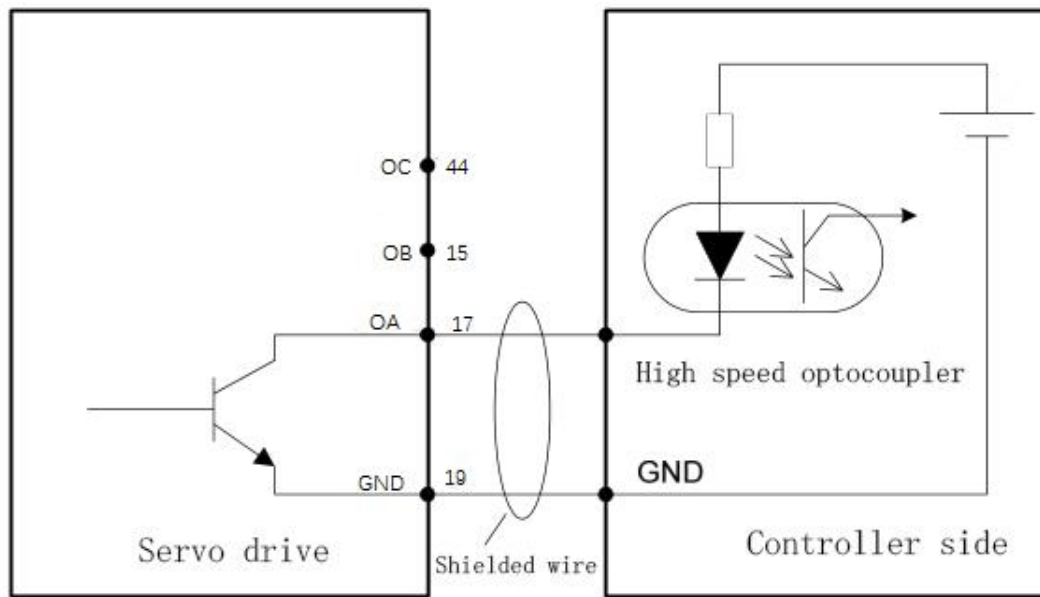 OC 44
OB 15
OA 17
High speed optocoupler
GND 19 GND
Servo drive
Shielded wire
Controller side